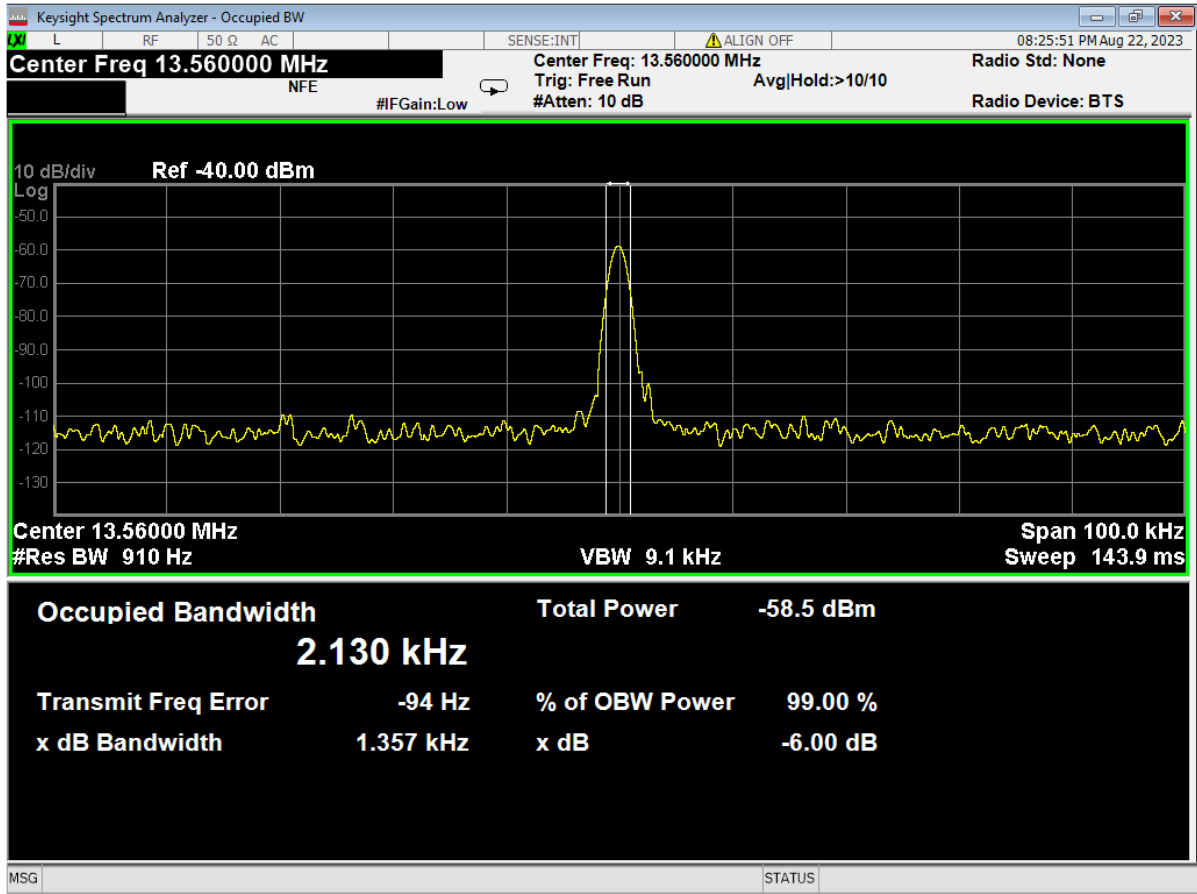 Keysight Spectrum Analyzer - Occupied BW
LXI L RF 50 Ω AC SENSE:INT ALIGN OFF 08:25:51 PM Aug 22, 2023
Center Freq 13.560000 MHz
NFE
#IFGain:Low
Center Freq: 13.560000 MHz
Trig: Free Run Avg|Hold:>10/10
#Atten: 10 dB
Radio Std: None
Radio Device: BTS
10 dB/div Ref -40.00 dBm
Log
-50.0
-60.0
-70.0
-80.0
-90.0
-100
-110
-120
-130
Center 13.56000 MHz Span 100.0 kHz
#Res BW 910 Hz VBW 9.1 kHz Sweep 143.9 ms
Occupied Bandwidth Total Power -58.5 dBm
2.130 kHz
Transmit Freq Error -94 Hz % of OBW Power 99.00 %
x dB Bandwidth 1.357 kHz x dB -6.00 dB
MSG STATUS